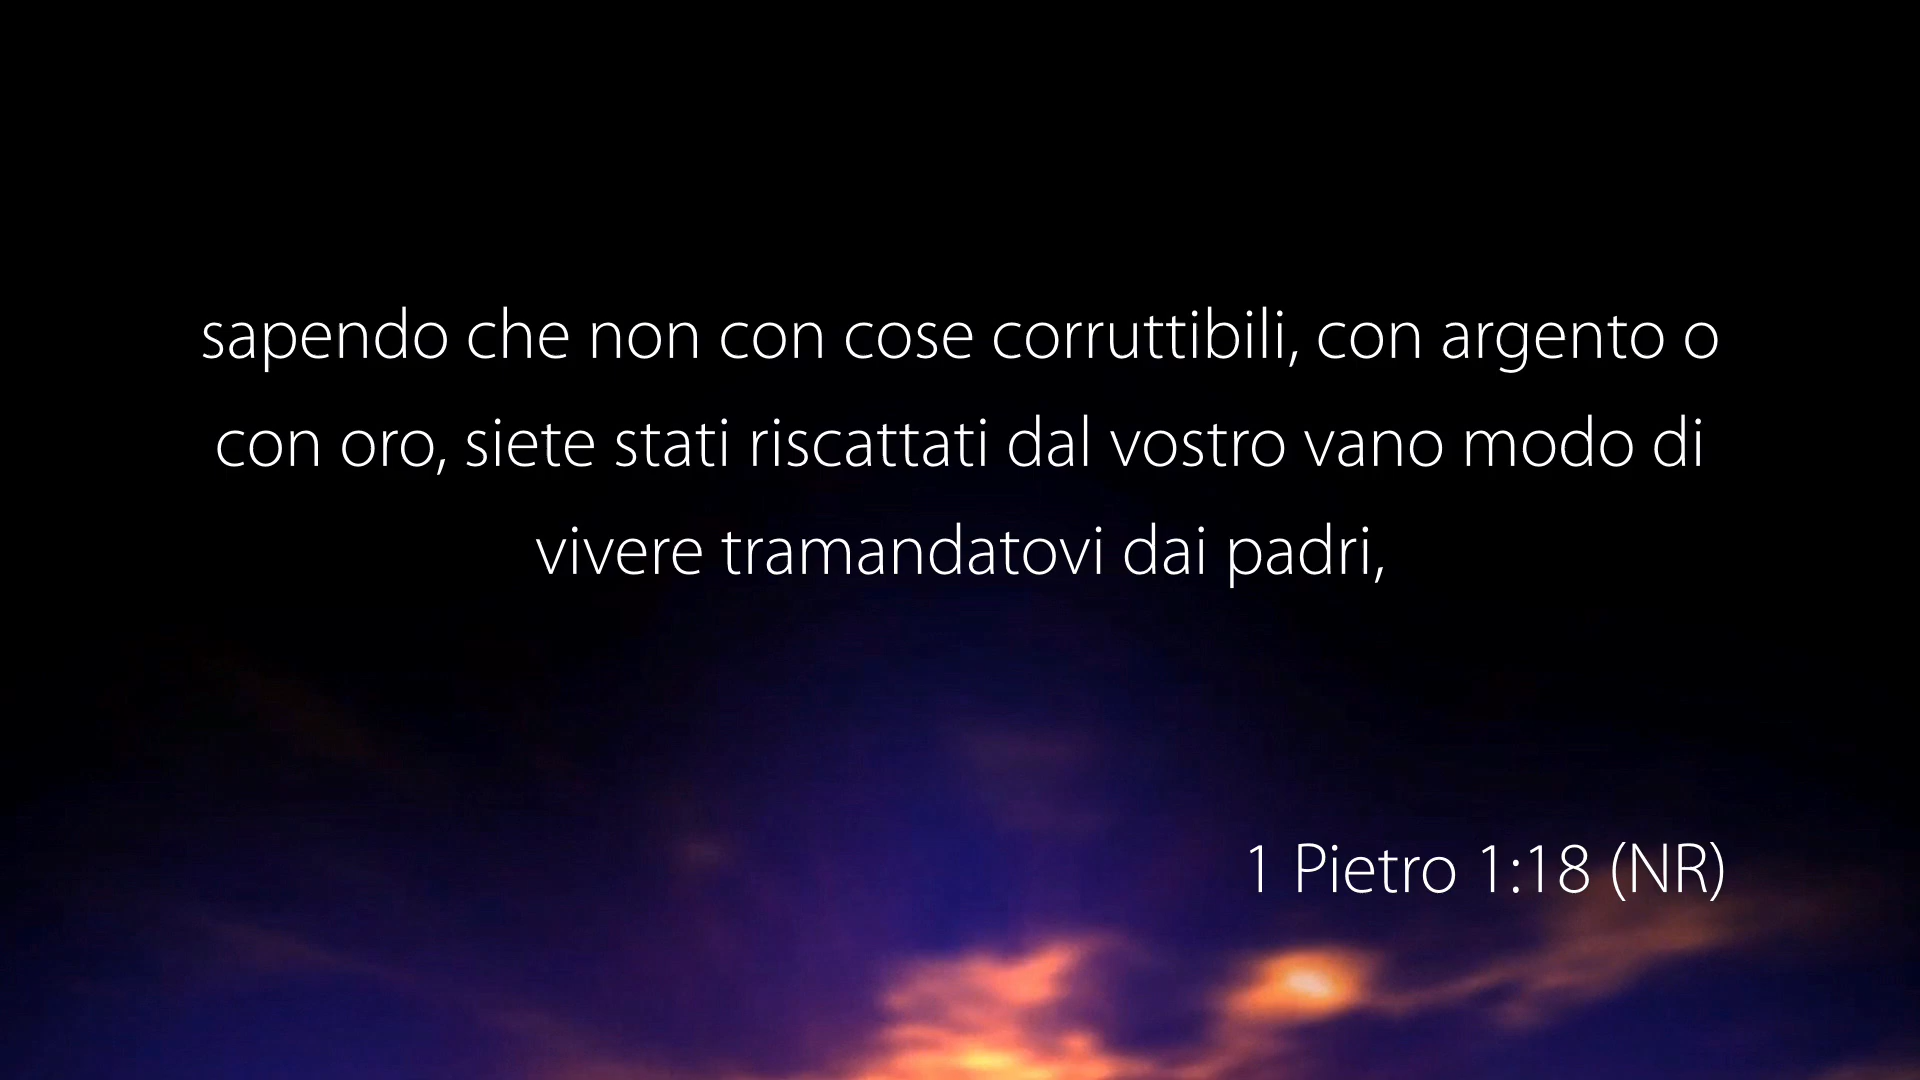 sapendo che non con cose corruttibili, con argento o
con oro, siete stati riscattati dal vostro vano modo di
vivere tramandatovi dai padri,
1 Pietro 1:18 (NR)